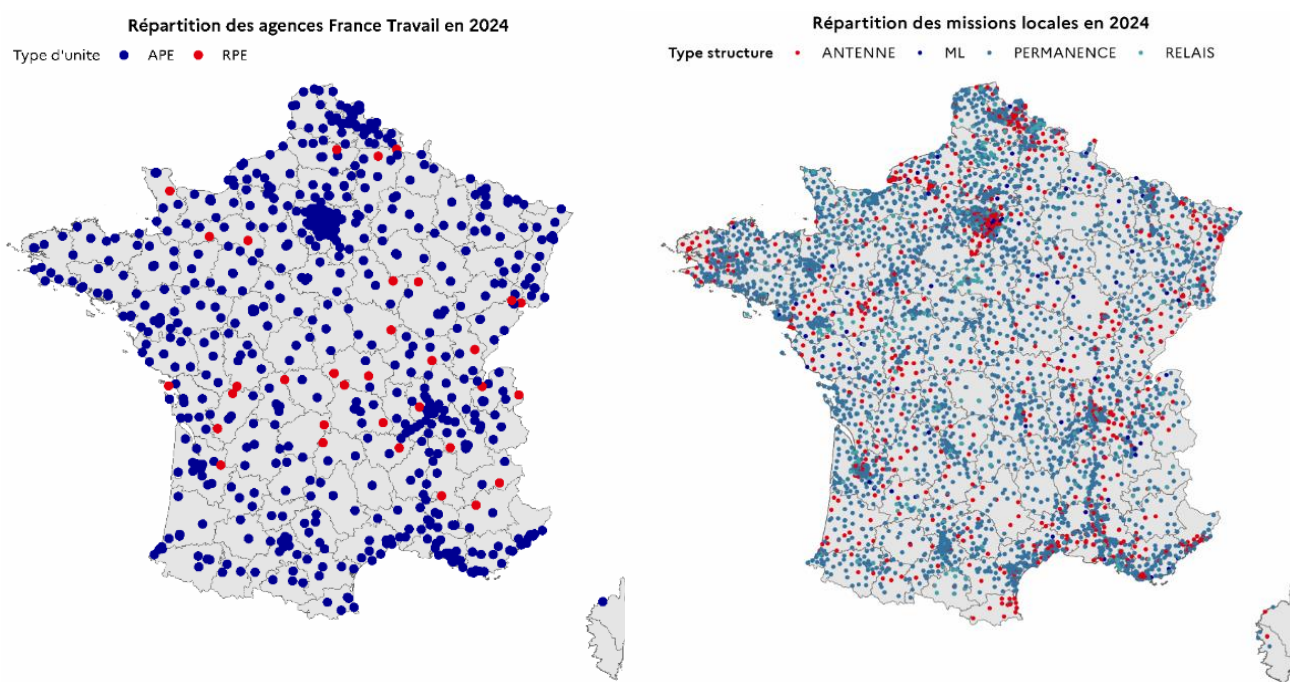 Répartition des agences France Travail en 2024
Type d'unite APE RPE
Répartition des missions locales en 2024
Type structure ANTENNE ML PERMANENCE RELAIS